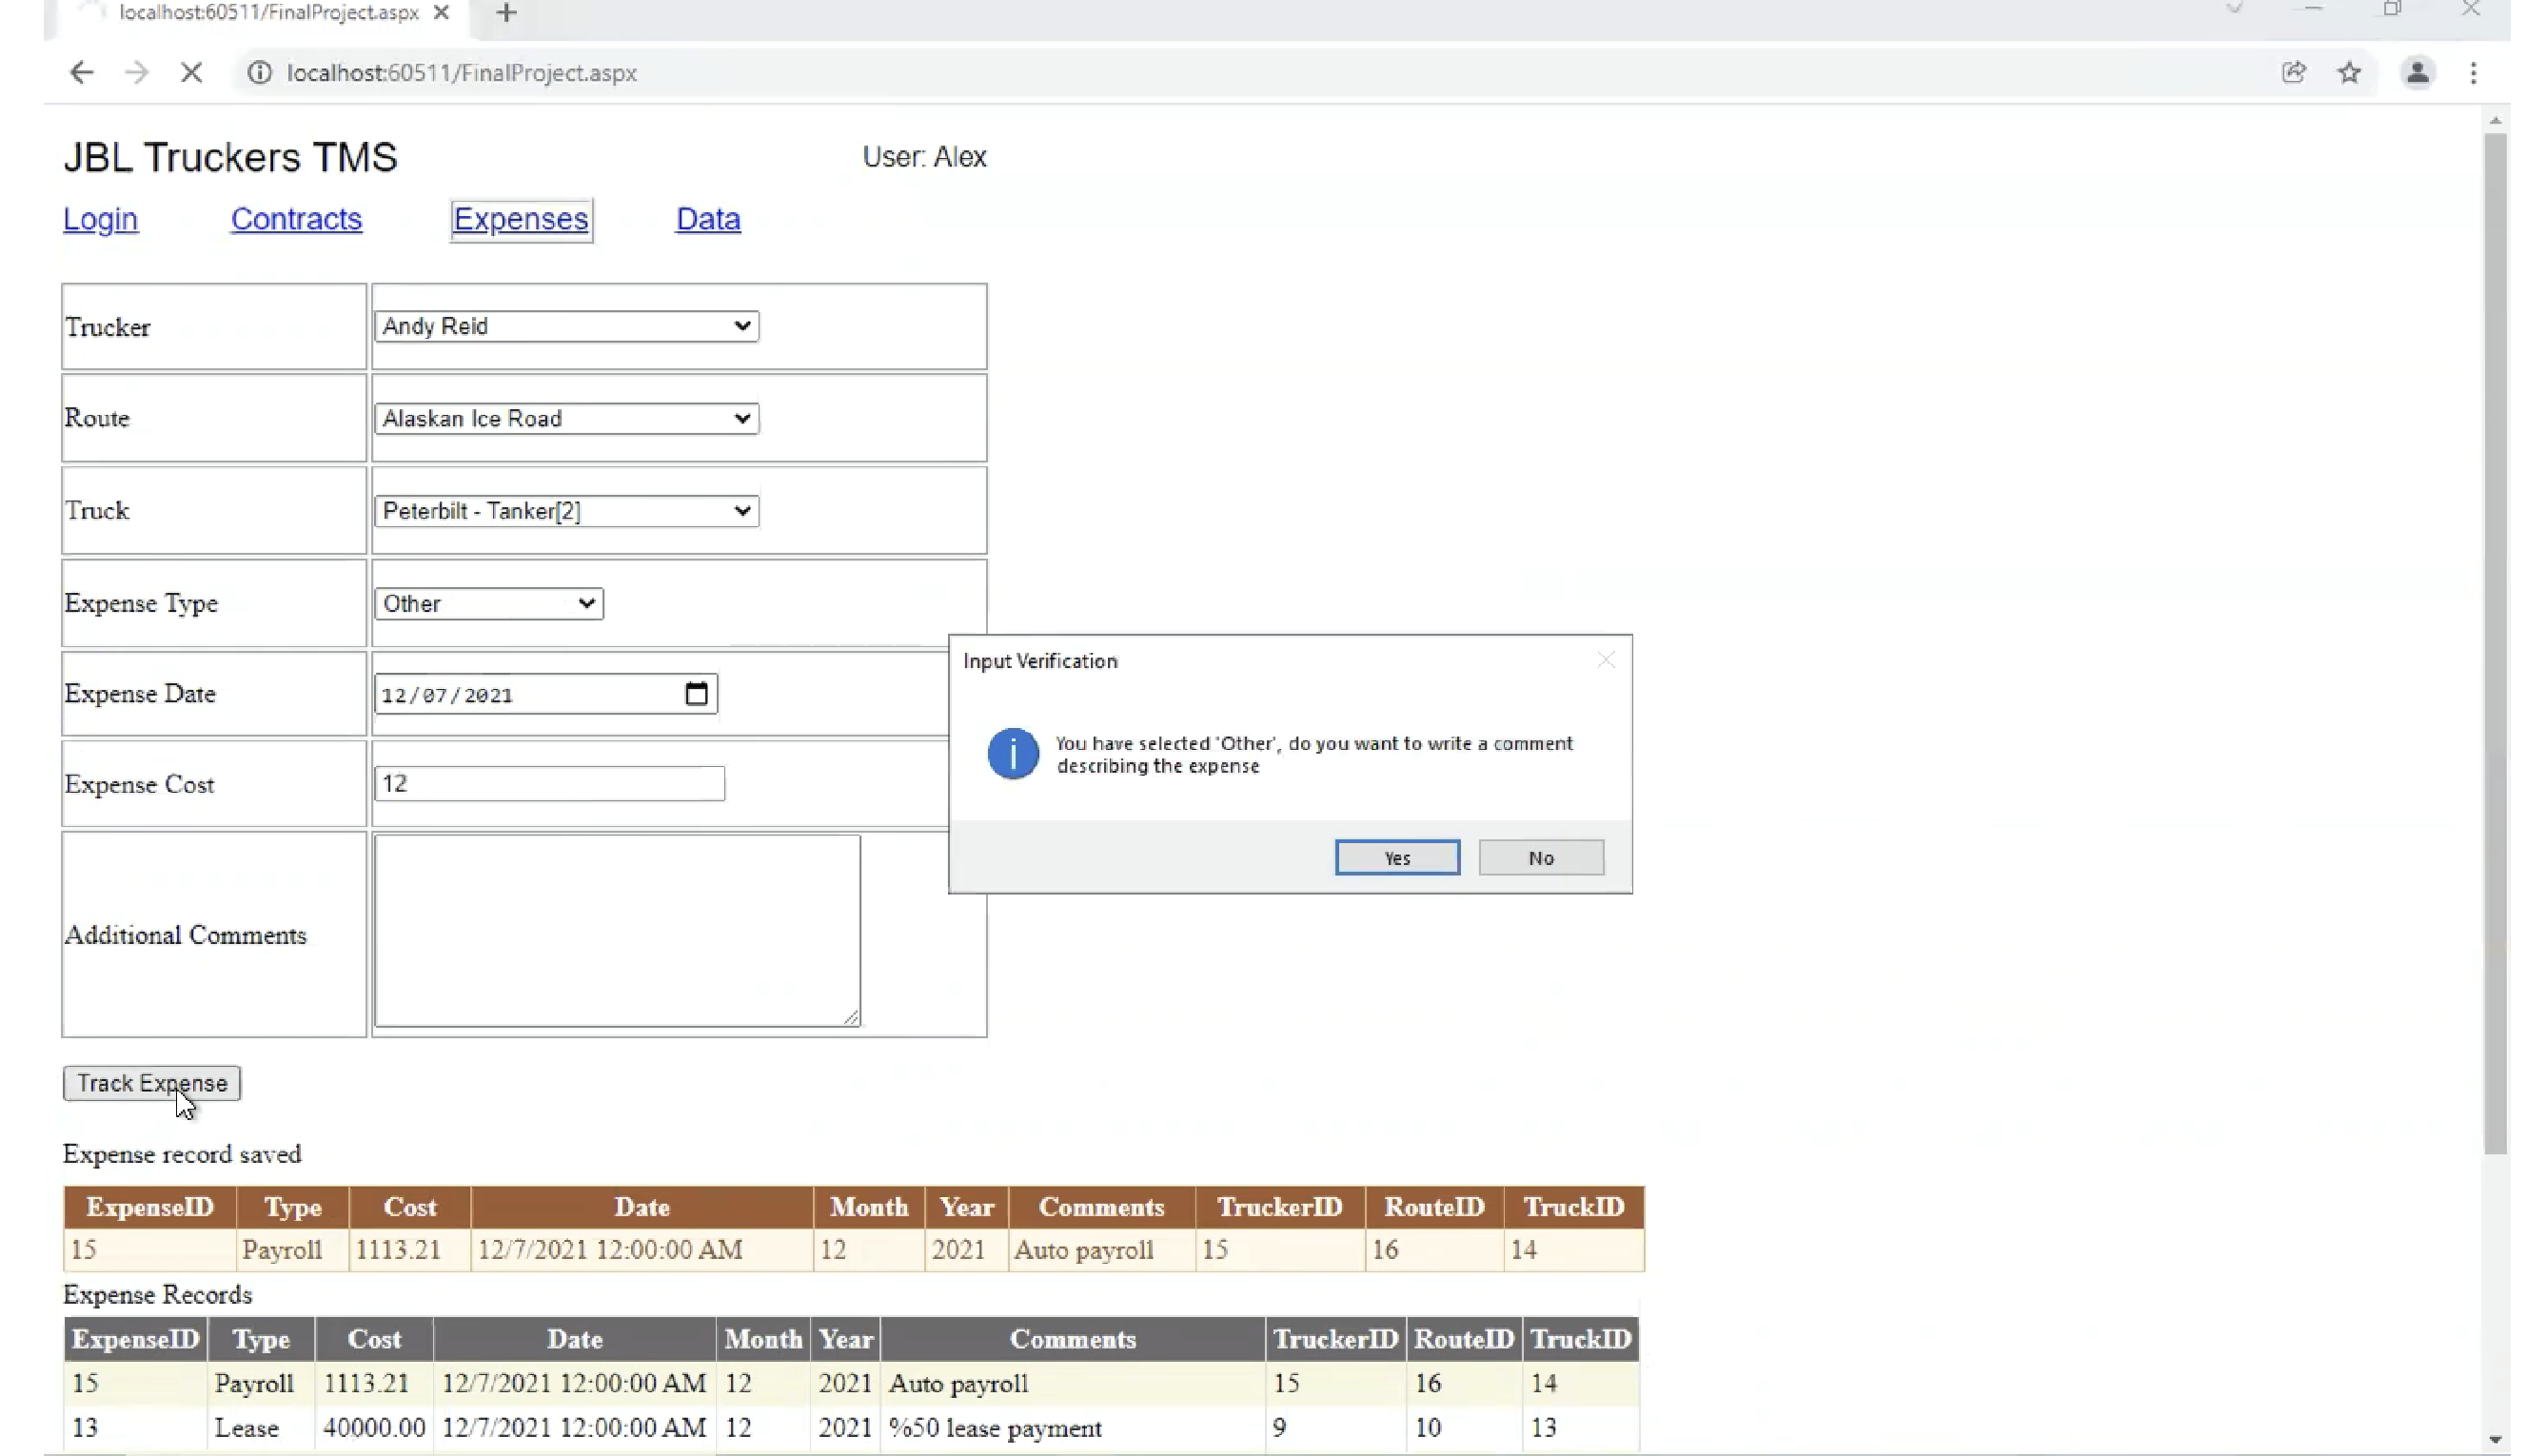 localhost:60511/FinalProject.aspx
localhost:60511/FinalProject.aspx
JBL Truckers TMS User: Alex
Login Contracts Expenses Data
Trucker Andy Reid
Route Alaskan Ice Road
Truck Peterbilt - Tanker[2]
Expense Type Other
Input Verification
Expense Date 12/07/2021
You have selected 'Other', do you want to write a comment
describing the expense
Expense Cost 12
Yes No
Additional Comments
Track Expense
Expense record saved
ExpenseID Type Cost Date Month Year Comments TruckerID RouteID TruckID
15 Payroll 1113.21 12/7/2021 12:00:00 AM 12 2021 Auto payroll 15 16 14
Expense Records
ExpenseID Type Cost Date Month Year Comments TruckerID RouteID TruckID
15 Payroll 1113.21 12/7/2021 12:00:00 AM 12 2021 Auto payroll 15 16 14
13 Lease 40000.00 12/7/2021 12:00:00 AM 12 2021 %50 lease payment 9 10 13